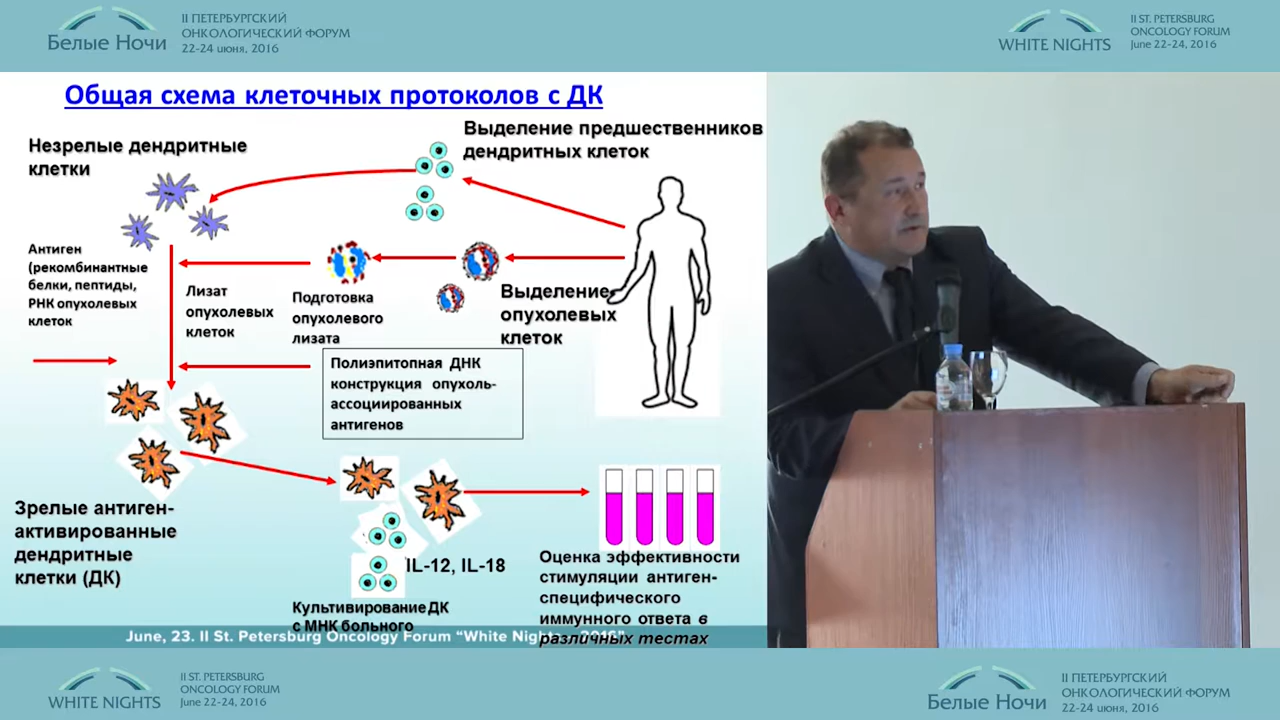 Белые Ночи
II ПЕТЕРБУРГСКИЙ
ОНКОЛОГИЧЕСКИЙ ФОРУМ
22-24 июня, 2016
WHITE NIGHTS
II ST. PETERSBURG
ONCOLOGY FORUM
June 22-24, 2016
Общая схема клеточных протоколов с ДК
Выделение предшественников
дендритных клеток
Незрелые дендритные
клетки
Антиген
(рекомбинантные
белки, пептиды,
РНК опухолевых
клеток
Лизат
опухолевых
клеток
Подготовка
опухолевого
лизата
Выделение
опухолевых
клеток
Полиэпитопная ДНК
конструкция опухоль-
ассоциированных
антигенов
Зрелые антиген-
активированные
дендритные
клетки (ДК)
IL-12, IL-18
Культивирование ДК
с МНК больного
Оценка эффективности
стимуляции антиген-
специфического
иммунного ответа в
различных тестах
June, 23. II St. Petersburg Oncology Forum "White Nights - 2016"
WHITE NIGHTS
II ST. PETERSBURG
ONCOLOGY FORUM
June 22-24, 2016
Белые Ночи
II ПЕТЕРБУРГСКИЙ
ОНКОЛОГИЧЕСКИЙ ФОРУМ
22-24 июня, 2016